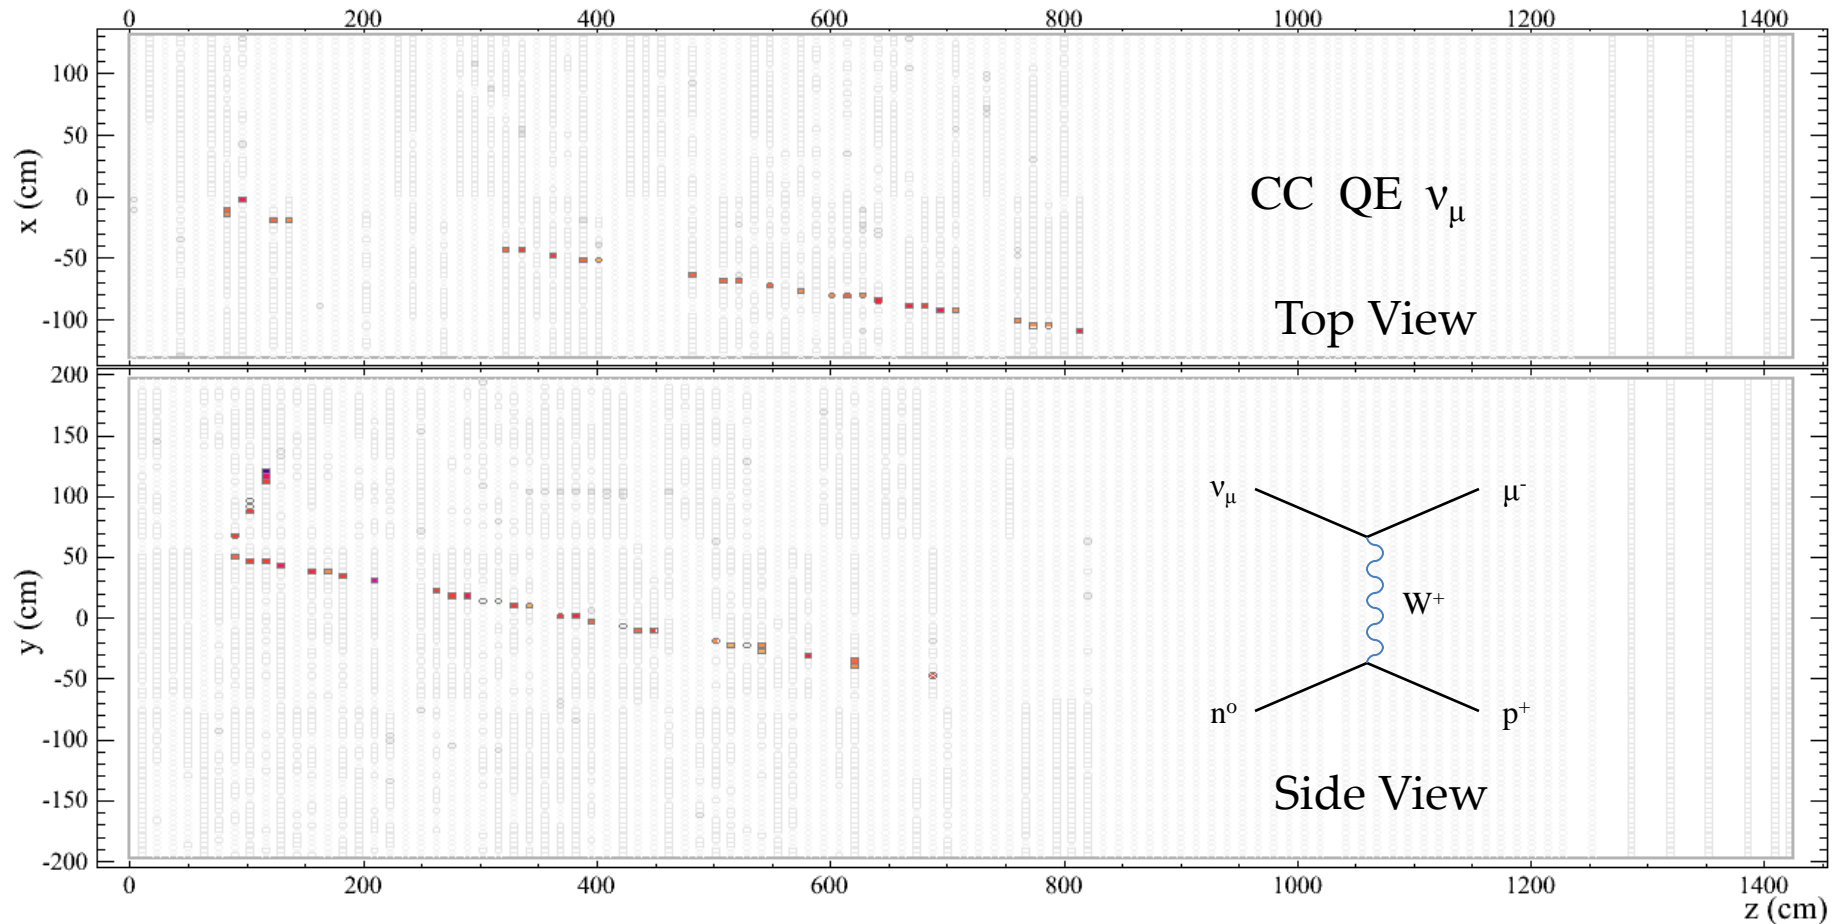 0 200 400 600 800 1000 1200 1400
100
50
0
-50
-100
x (cm)
CC QE νμ
Top View
200
150
100
50
0
-50
-100
-150
-200
y (cm)
νμ μ-
W+
no p+
Side View
0 200 400 600 800 1000 1200 1400
z (cm)